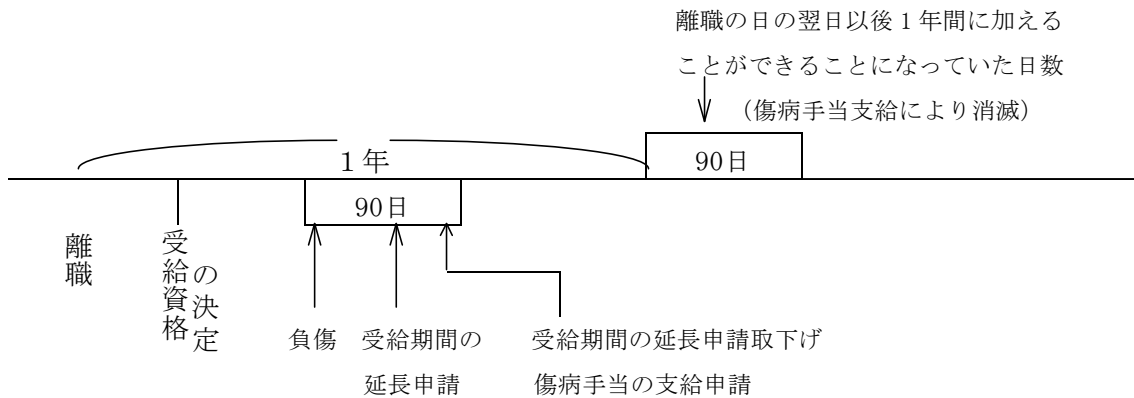 離職の日の翌日以後1年間に加える
ことができることになっていた日数
(傷病手当支給により消滅)
1年
90日
90日
離職
受給資格
の決定
負傷
受給期間の
延長申請
受給期間の延長申請取下げ
傷病手当の支給申請